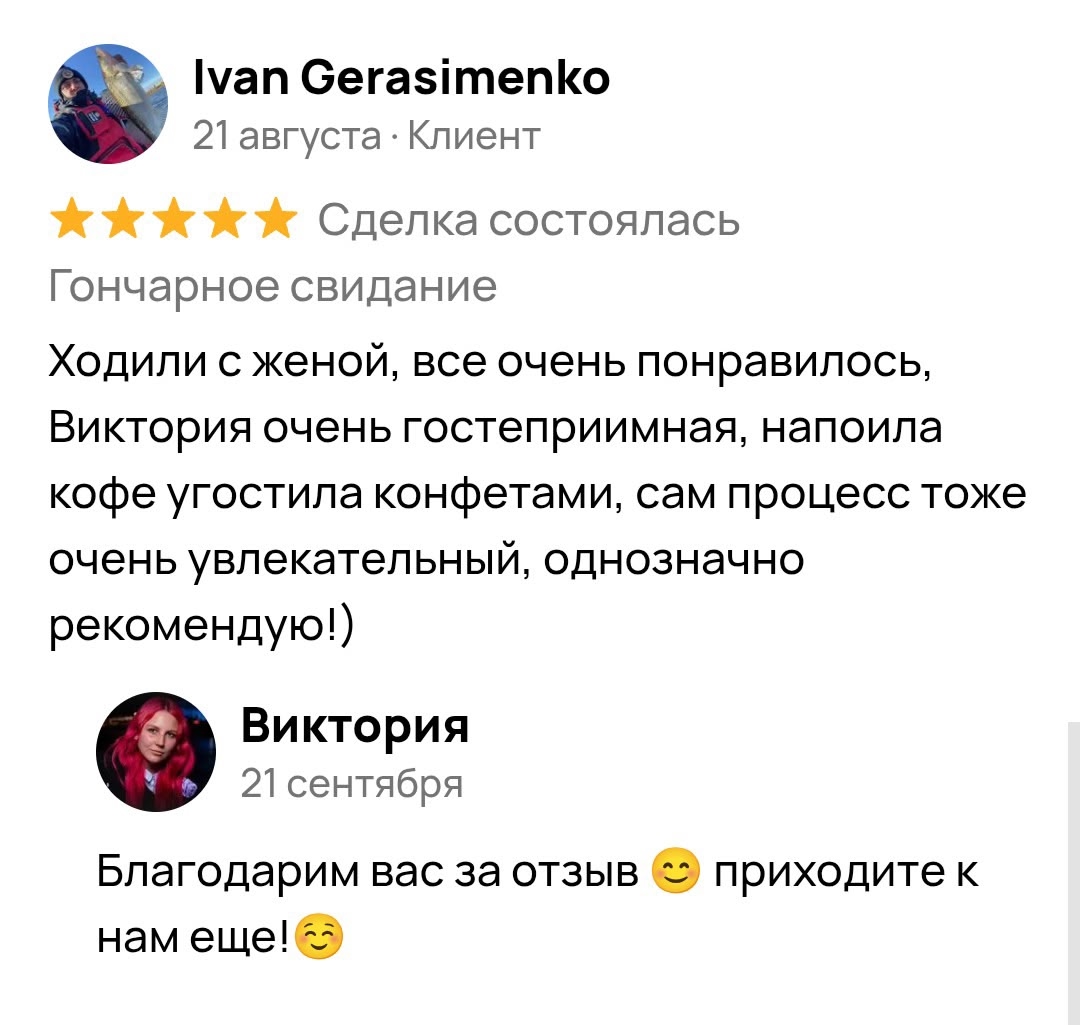 Ivan Gerasimenko
21 августа · Клиент
Сделка состоялась
Гончарное свидание
Ходили с женой, все очень понравилось,
Виктория очень гостеприимная, напоила
кофе угостила конфетами, сам процесс тоже
очень увлекательный, однозначно
рекомендую!)
Виктория
21 сентября
Благодарим вас за отзыв 😊 приходите к
нам еще!☺️